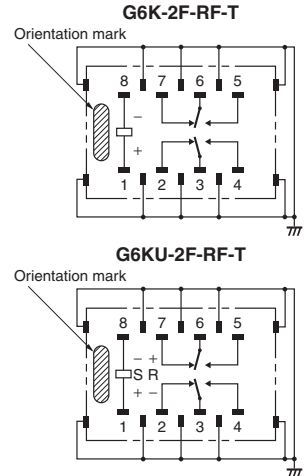 G6K-2F-RF-T
Orientation mark
8 7 6 5
−
+
1 2 3 4
G6KU-2F-RF-T
Orientation mark
8 7 6 5
− +
S R
+ −
1 2 3 4